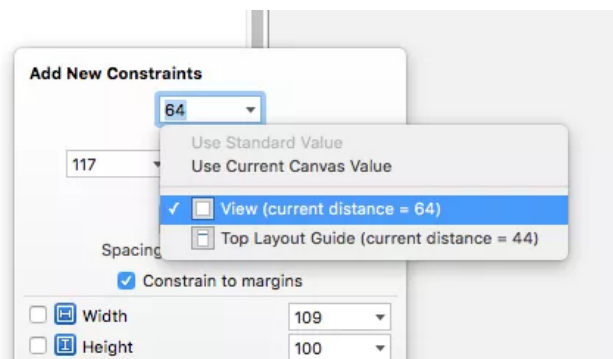 Add New Constraints
64
Use Standard Value
117
Use Current Canvas Value
✓ View (current distance = 64)
Top Layout Guide (current distance = 44)
Spacing
Constrain to margins
Width 109
Height 100